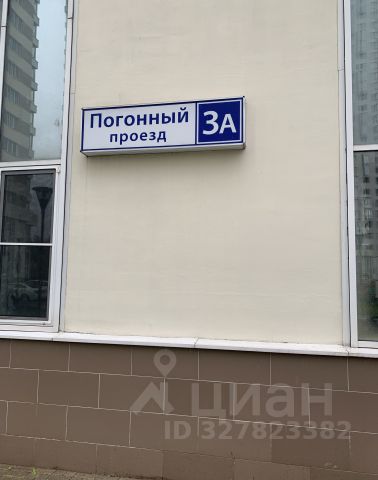 Погонный
проезд
3А
циан
ID 327823382